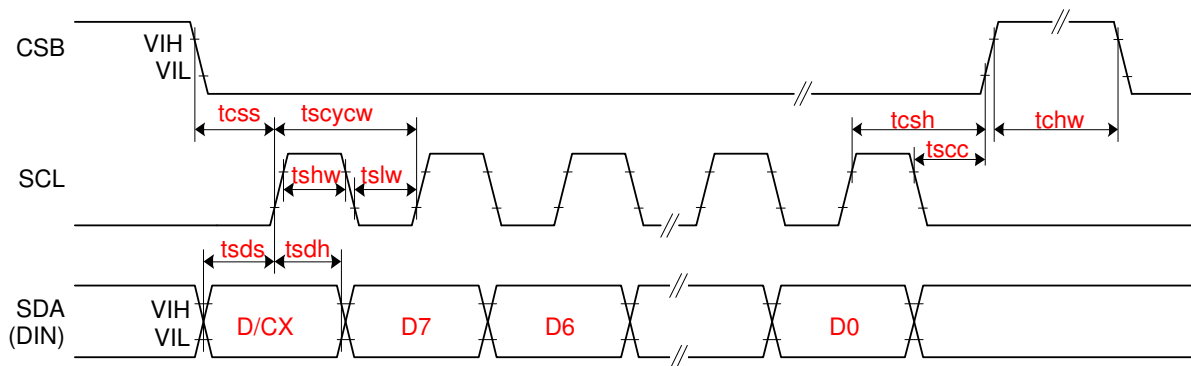 CSB
VIH
VIL
tcss
tscycw
tcsh
tchw
tscc
SCL
tshw
tslw
tsds
tsdh
SDA
(DIN)
VIH
VIL
D/CX
D7
D6
D0